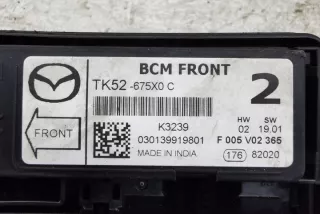 BCM FRONT
TK52 -675X0 C
2
HW SW
02 19.01
K3239
030139919801
F 005 V02 365
MADE IN INDIA
176 82020
FRONT